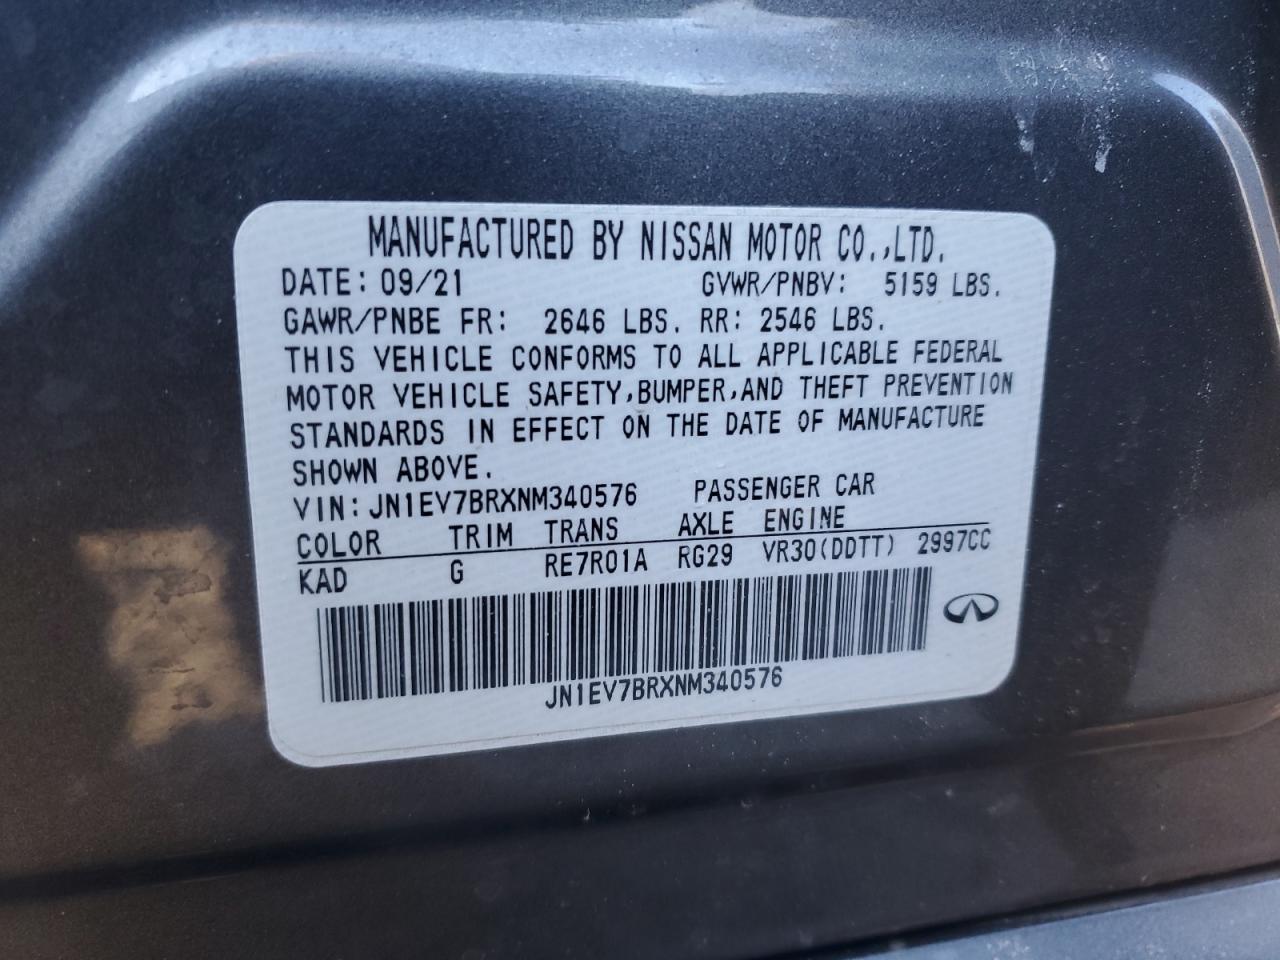 MANUFACTURED BY NISSAN MOTOR CO.,LTD.
DATE: 09/21 GVWR/PNBV: 5159 LBS.
GAWR/PNBE FR: 2646 LBS. RR: 2546 LBS.
THIS VEHICLE CONFORMS TO ALL APPLICABLE FEDERAL
MOTOR VEHICLE SAFETY,BUMPER,AND THEFT PREVENTION
STANDARDS IN EFFECT ON THE DATE OF MANUFACTURE
SHOWN ABOVE.
VIN: JN1EV7BRXNM340576 PASSENGER CAR
COLOR TRIM TRANS AXLE ENGINE
KAD G RE7R01A RG29 VR30(DDTT) 2997CC
JN1EV7BRXNM340576